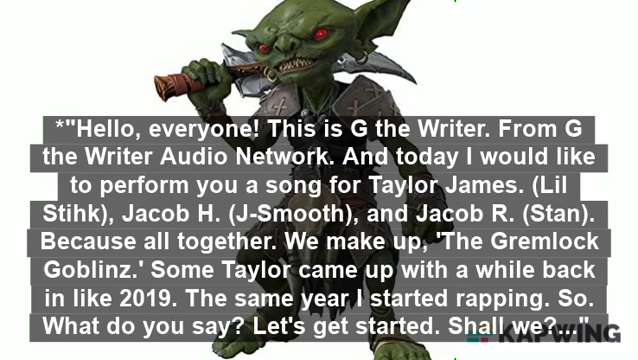 *"Hello, everyone! This is G the Writer. From G
the Writer Audio Network. And today I would like
to perform you a song for Taylor James. (Lil
Stihk), Jacob H. (J-Smooth), and Jacob R. (Stan).
Because all together. We make up, 'The Gremlock
Goblinz.' Some Taylor came up with a while back
in like 2019. The same year I started rapping. So.
What do you say? Let's get started. Shall we?..."
KAPWING